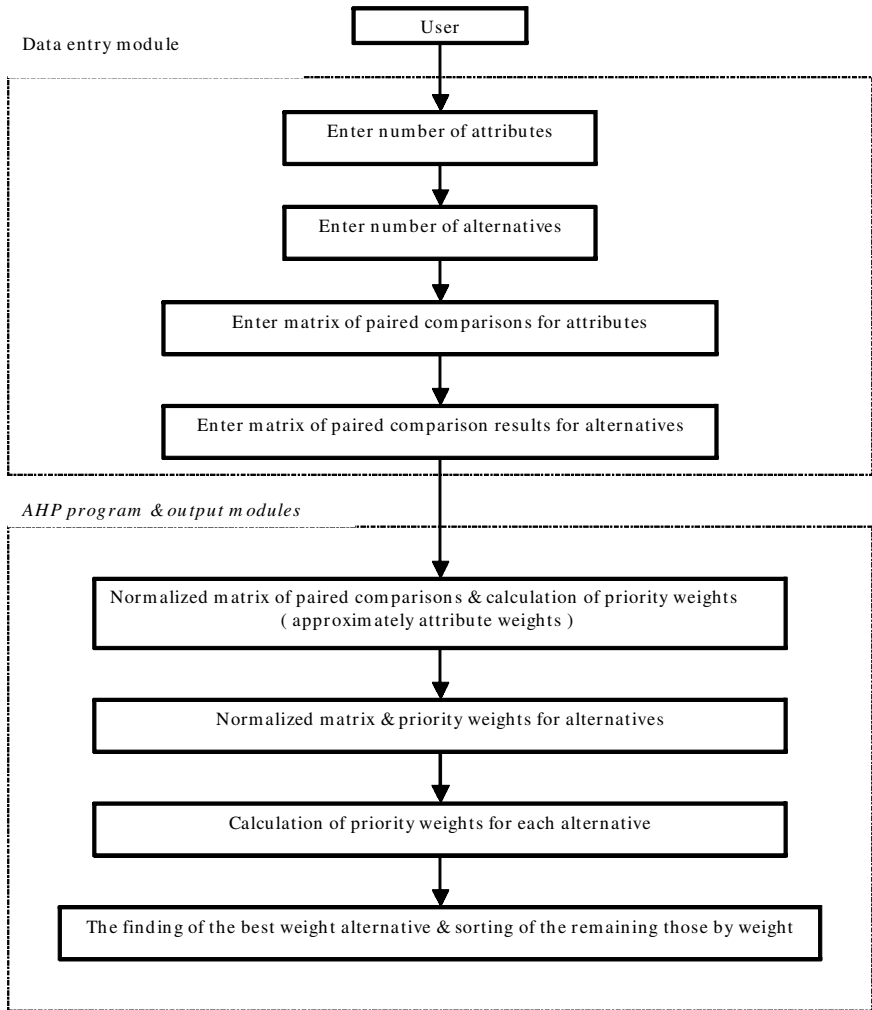 User
Data entry module
Enter number of attributes
Enter number of alternatives
Enter matrix of paired comparisons for attributes
Enter matrix of paired comparison results for alternatives
AHP program & output modules
Normalized matrix of paired comparisons & calculation of priority weights
( approximately attribute weights )
Normalized matrix & priority weights for alternatives
Calculation of priority weights for each alternative
The finding of the best weight alternative & sorting of the remaining those by weight